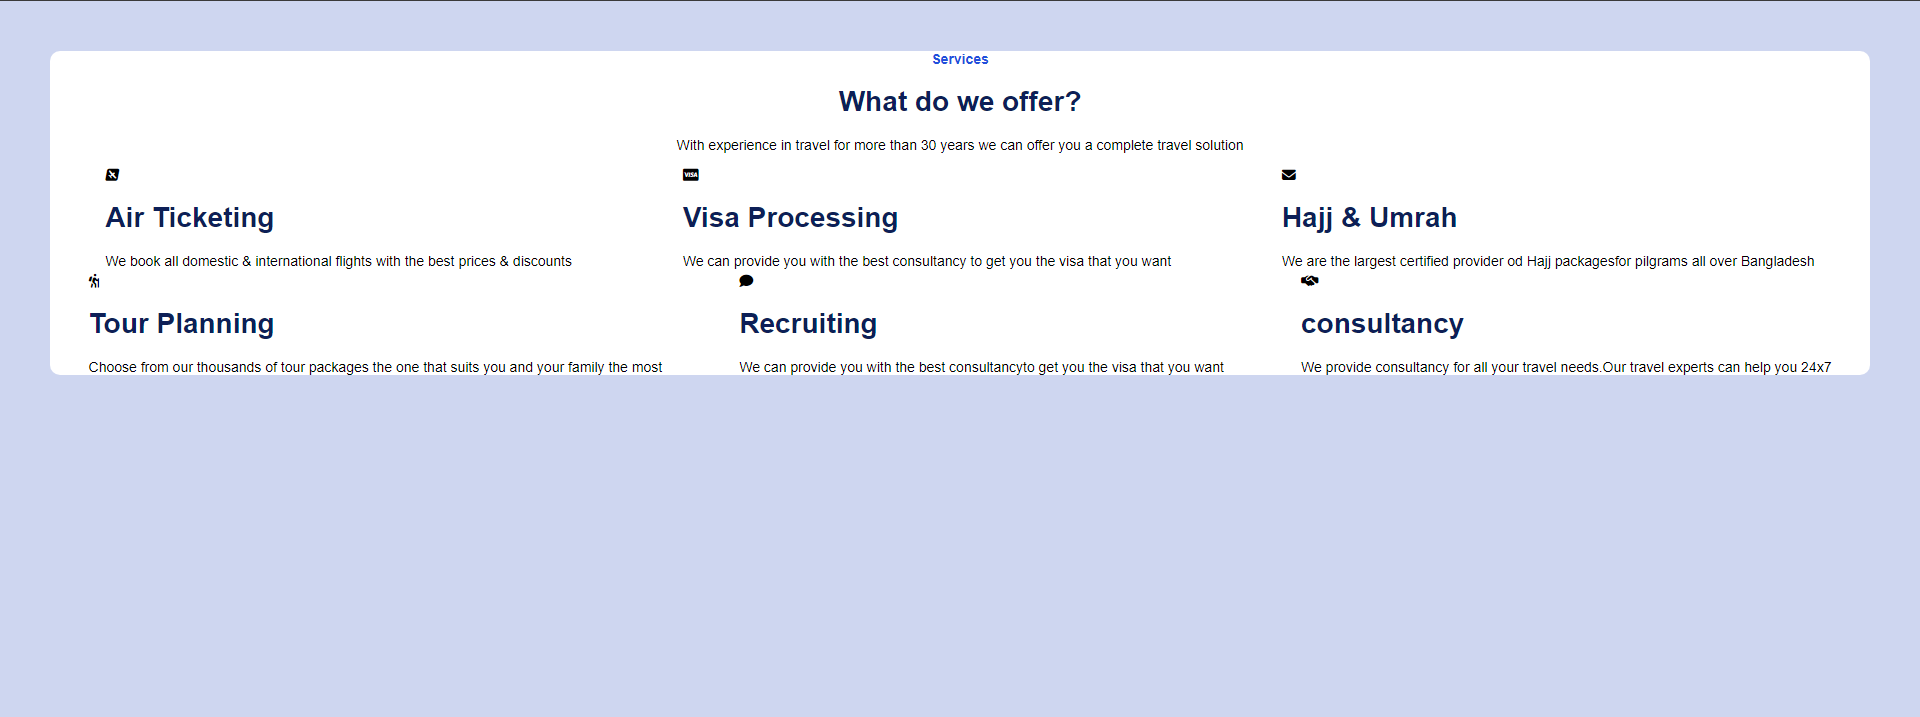 Services
What do we offer?
With experience in travel for more than 30 years we can offer you a complete travel solution
VISA
Air Ticketing
Visa Processing
Hajj & Umrah
We book all domestic & international flights with the best prices & discounts
We can provide you with the best consultancy to get you the visa that you want
We are the largest certified provider od Hajj packagesfor pilgrams all over Bangladesh
Tour Planning
Recruiting
consultancy
Choose from our thousands of tour packages the one that suits you and your family the most
We can provide you with the best consultancyto get you the visa that you want
We provide consultancy for all your travel needs.Our travel experts can help you 24x7